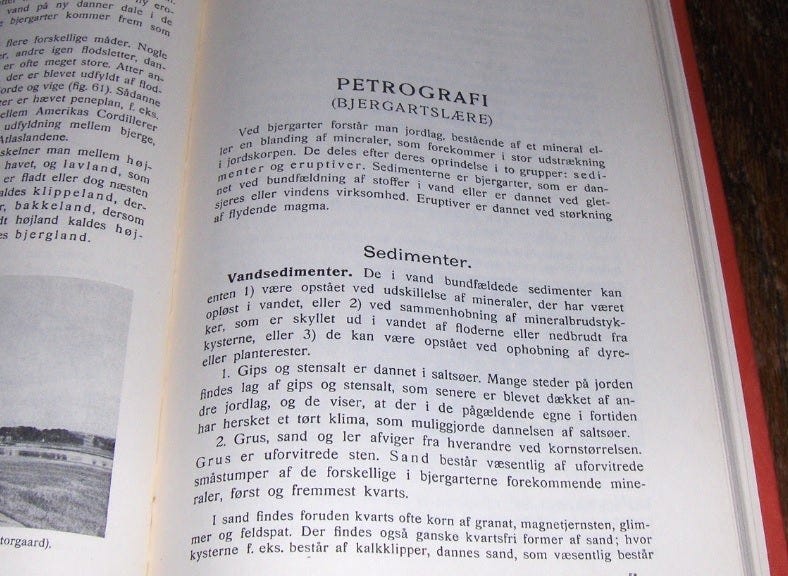 vand på ny danner dale i de
bjergarter kommer frem som
flere forskellige måder. Nogle
er, andre igen flodsletter, dan-
er ofte meget store. Atter an-
der er blevet udfyldt af flod-
orde og vige (fig. 61). Sådanne
er er hævet peneplan, f. eks.
ellem Amerikas Cordillerer
udfyldning mellem bjerge,
Atlaslandene.
skelner man mellem høj-
havet, og lavland, som
er fladt eller dog næsten
aldes klippeland, der-
r, bakkeland, dersom
dt højland kaldes høj-
es bjergland.
torgaard).
PETROGRAFI
(BJERGARTSLÆRE)
Ved bjergarter forstår man jordlag, bestående af et mineral el-
ler en blanding af mineraler, som forekommer i stor udstrækning
i jordskorpen. De deles efter deres oprindelse i to grupper: sedi-
menter og eruptiver. Sedimenterne er bjergarter, som er dan-
net ved bundfældning af stoffer i vand eller er dannet ved glet-
sjeres eller vindens virksomhed. Eruptiver er dannet ved størkning
af flydende magma.
Sedimenter.
Vandsedimenter. De i vand bundfældede sedimenter kan
enten 1) være opstået ved udskillelse af mineraler, der har været
opløst i vandet, eller 2) ved sammenhobning af mineralbrudstyk-
ker, som er skyllet ud i vandet af floderne eller nedbrudt fra
kysterne, eller 3) de kan være opstået ved ophobning af dyre-
eller planterester.
1. Gips og stensalt er dannet i saltsøer. Mange steder på jorden
findes lag af gips og stensalt, som senere er blevet dækket af an-
dre jordlag, og de viser, at der i de pågældende egne i fortiden
har hersket et tørt klima, som muliggjorde dannelsen af saltsøer.
2. Grus, sand og ler afviger fra hverandre ved kornstørrelsen.
Grus er uforvitrede sten. Sand består væsentlig af uforvitrede
småstumper af de forskellige i bjergarterne forekommende mine-
raler, først og fremmest kvarts.
I sand findes foruden kvarts ofte korn af granat, magnetjernsten, glim-
mer og feldspat. Der findes også ganske kvartsfri former af sand; hvor
kysterne f. eks. består af kalkklipper, dannes sand, som væsentlig består